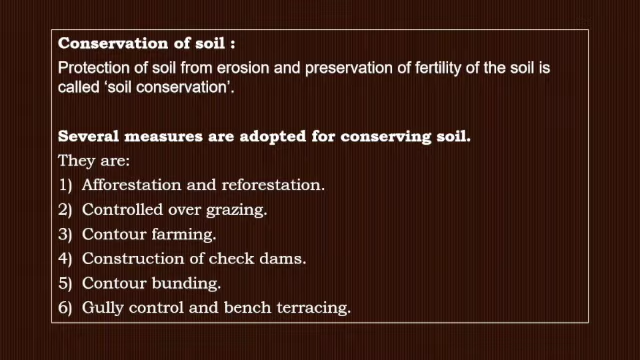 Conservation of soil :
Protection of soil from erosion and preservation of fertility of the soil is
called ‘soil conservation’.
Several measures are adopted for conserving soil.
They are:
1) Afforestation and reforestation.
2) Controlled over grazing.
3) Contour farming.
4) Construction of check dams.
5) Contour bunding.
6) Gully control and bench terracing.